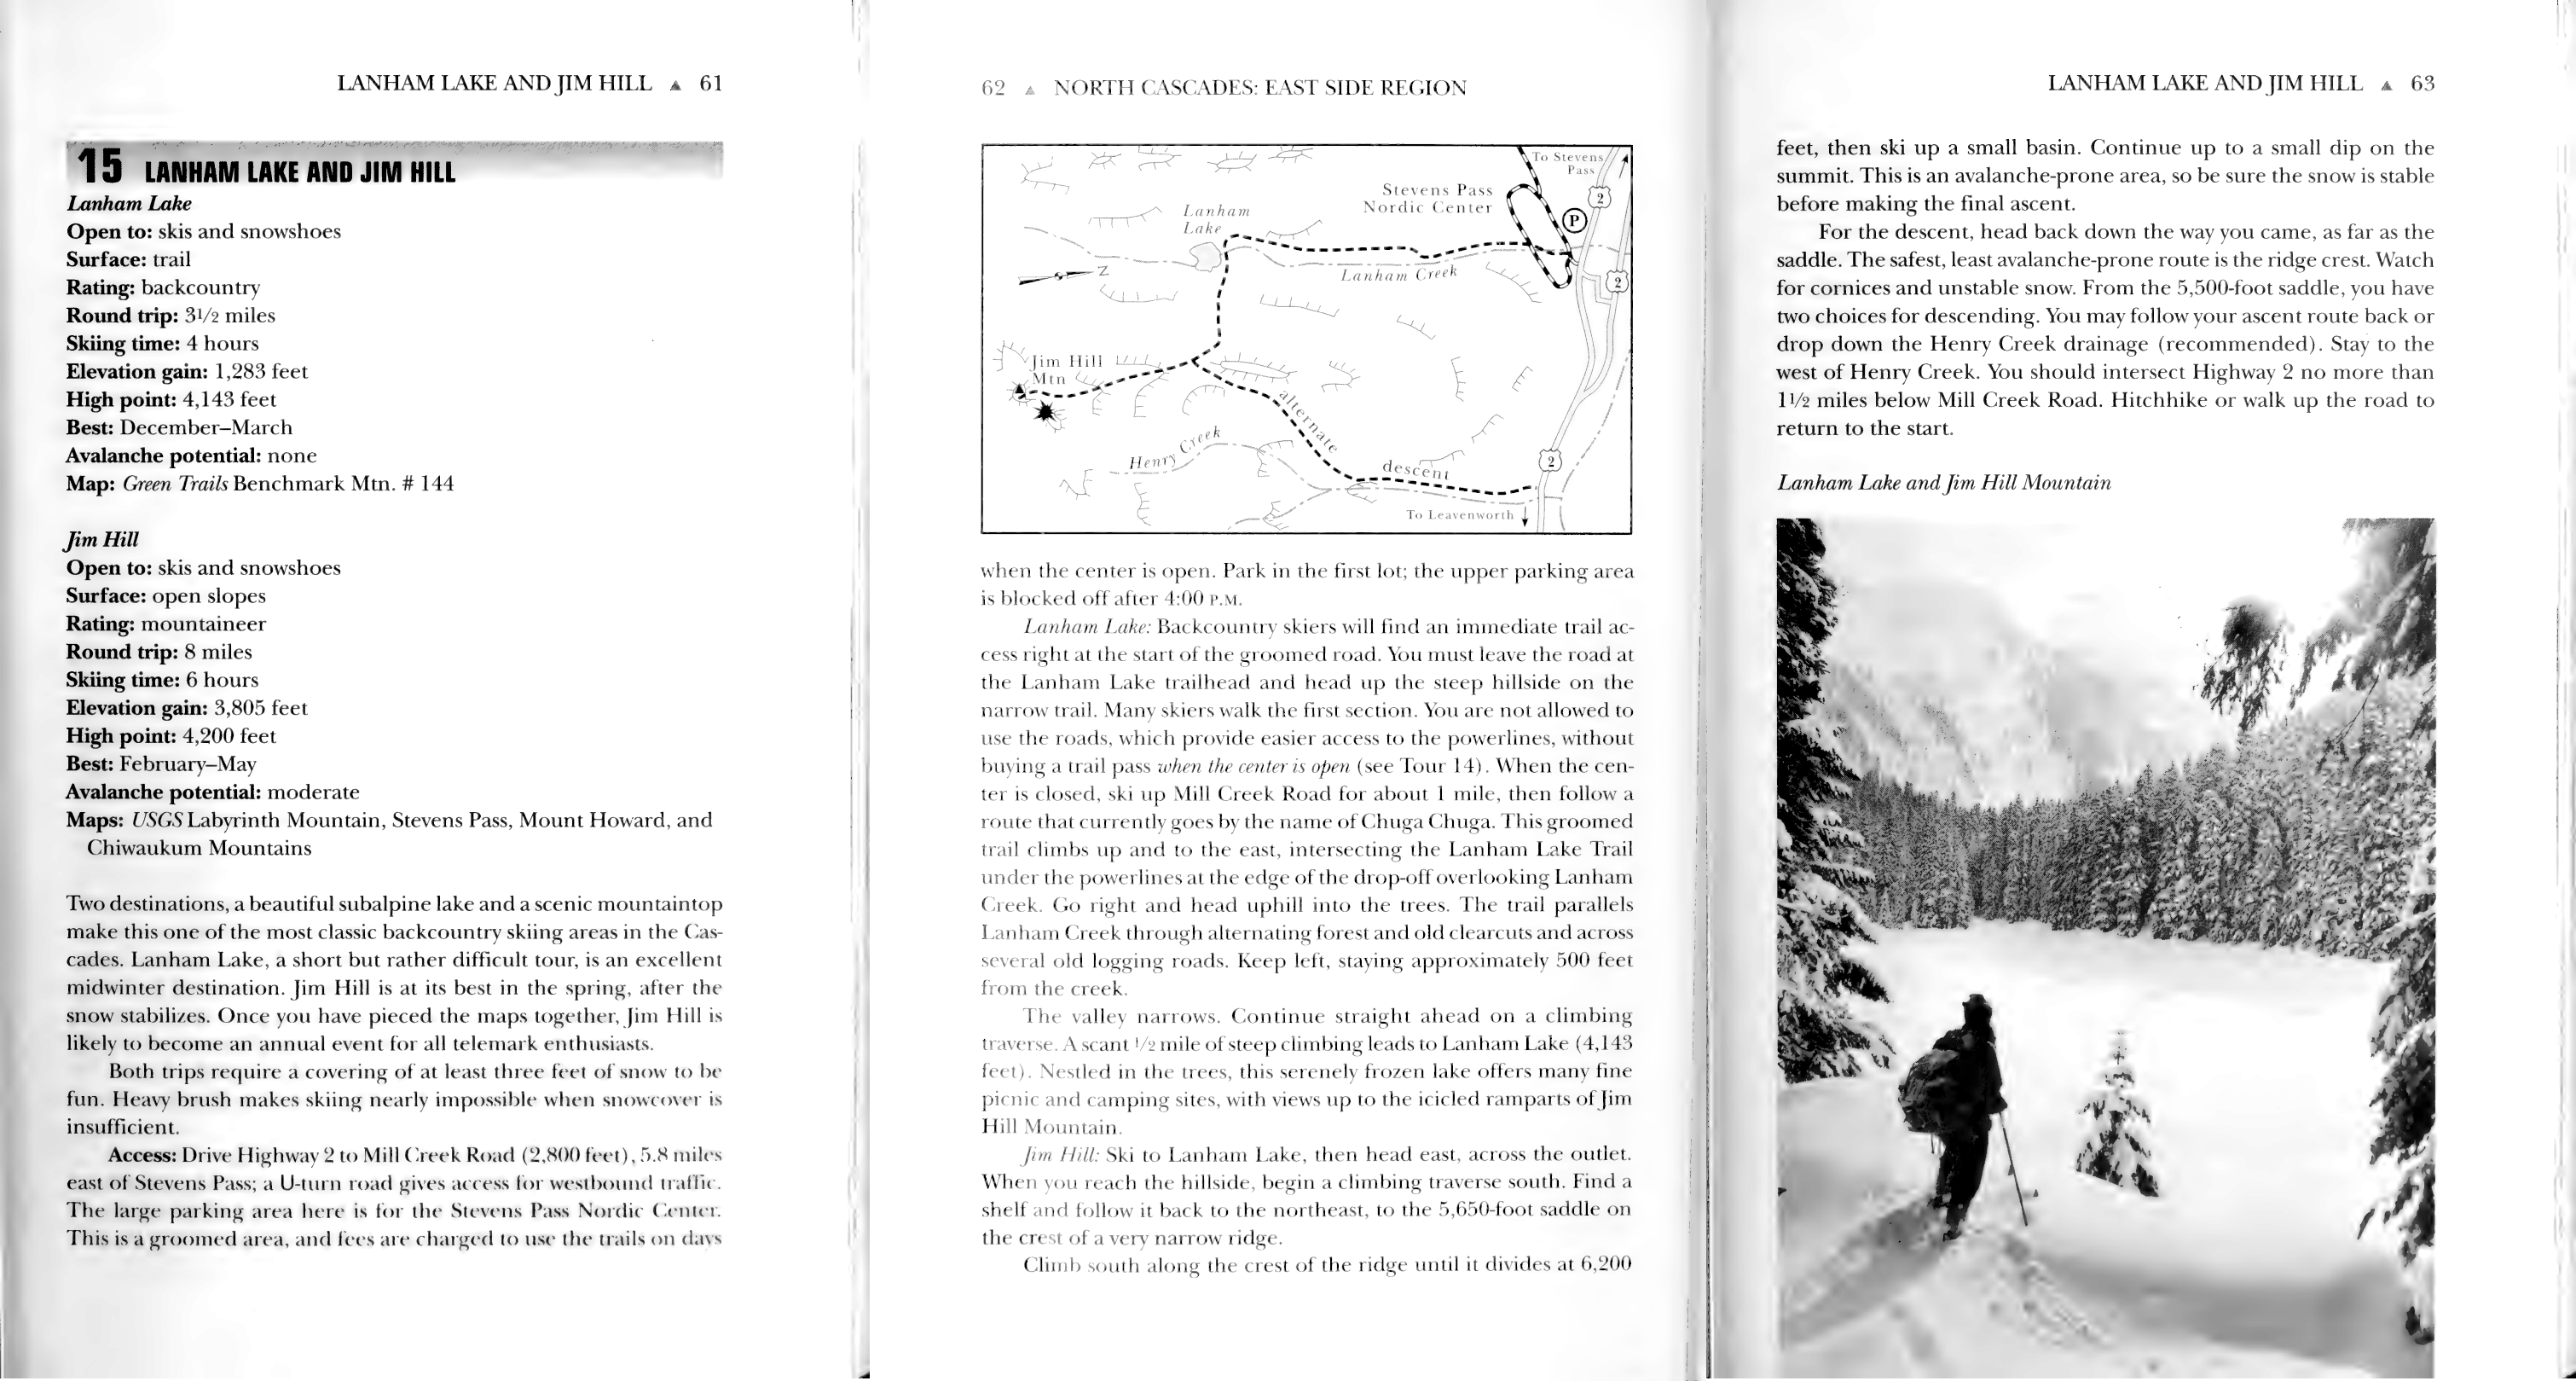 LANHAM LAKE AND JIM HILL ▲ 61
15 LANHAM LAKE AND JIM HILL
Lanham Lake
Open to: skis and snowshoes
Surface: trail
Rating: backcountry
Round trip: 3 1/2 miles
Skiing time: 4 hours
Elevation gain: 1,283 feet
High point: 4,143 feet
Best: December–March
Avalanche potential: none
Map: Green Trails Benchmark Mtn. # 144
Jim Hill
Open to: skis and snowshoes
Surface: open slopes
Rating: mountaineer
Round trip: 8 miles
Skiing time: 6 hours
Elevation gain: 3,805 feet
High point: 4,200 feet
Best: February–May
Avalanche potential: moderate
Maps: USGS Labyrinth Mountain, Stevens Pass, Mount Howard, and
Chiwaukum Mountains
Two destinations, a beautiful subalpine lake and a scenic mountaintop
make this one of the most classic backcountry skiing areas in the Cas-
cades. Lanham Lake, a short but rather difficult tour, is an excellent
midwinter destination. Jim Hill is at its best in the spring, after the
snow stabilizes. Once you have pieced the maps together, Jim Hill is
likely to become an annual event for all telemark enthusiasts.
Both trips require a covering of at least three feet of snow to be
fun. Heavy brush makes skiing nearly impossible when snowcover is
insufficient.
Access: Drive Highway 2 to Mill Creek Road (2,800 feet), 5.8 miles
east of Stevens Pass; a U-turn road gives access for westbound traffic.
The large parking area here is for the Stevens Pass Nordic Center.
This is a groomed area, and fees are charged to use the trails on days
62 ▲ NORTH CASCADES: EAST SIDE REGION
To Stevens
Pass
Stevens Pass
Nordic Center
2
P
Lanham
Lake
Z
Lanham Creek
2
Jim Hill
Mtn
alternate
descent
Henry Creek
2
To Leavenworth
when the center is open. Park in the first lot; the upper parking area
is blocked off after 4:00 P.M.
Lanham Lake: Backcountry skiers will find an immediate trail ac-
cess right at the start of the groomed road. You must leave the road at
the Lanham Lake trailhead and head up the steep hillside on the
narrow trail. Many skiers walk the first section. You are not allowed to
use the roads, which provide easier access to the powerlines, without
buying a trail pass when the center is open (see Tour 14). When the cen-
ter is closed, ski up Mill Creek Road for about 1 mile, then follow a
route that currently goes by the name of Chuga Chuga. This groomed
trail climbs up and to the east, intersecting the Lanham Lake Trail
under the powerlines at the edge of the drop-off overlooking Lanham
Creek. Go right and head uphill into the trees. The trail parallels
Lanham Creek through alternating forest and old clearcuts and across
several old logging roads. Keep left, staying approximately 500 feet
from the creek.
The valley narrows. Continue straight ahead on a climbing
traverse. A scant 1/2 mile of steep climbing leads to Lanham Lake (4,143
feet). Nestled in the trees, this serenely frozen lake offers many fine
picnic and camping sites, with views up to the icicled ramparts of Jim
Hill Mountain.
Jim Hill: Ski to Lanham Lake, then head east, across the outlet.
When you reach the hillside, begin a climbing traverse south. Find a
shelf and follow it back to the northeast, to the 5,650-foot saddle on
the crest of a very narrow ridge.
Climb south along the crest of the ridge until it divides at 6,200
LANHAM LAKE AND JIM HILL ▲ 63
feet, then ski up a small basin. Continue up to a small dip on the
summit. This is an avalanche-prone area, so be sure the snow is stable
before making the final ascent.
For the descent, head back down the way you came, as far as the
saddle. The safest, least avalanche-prone route is the ridge crest. Watch
for cornices and unstable snow. From the 5,500-foot saddle, you have
two choices for descending. You may follow your ascent route back or
drop down the Henry Creek drainage (recommended). Stay to the
west of Henry Creek. You should intersect Highway 2 no more than
1 1/2 miles below Mill Creek Road. Hitchhike or walk up the road to
return to the start.
Lanham Lake and Jim Hill Mountain